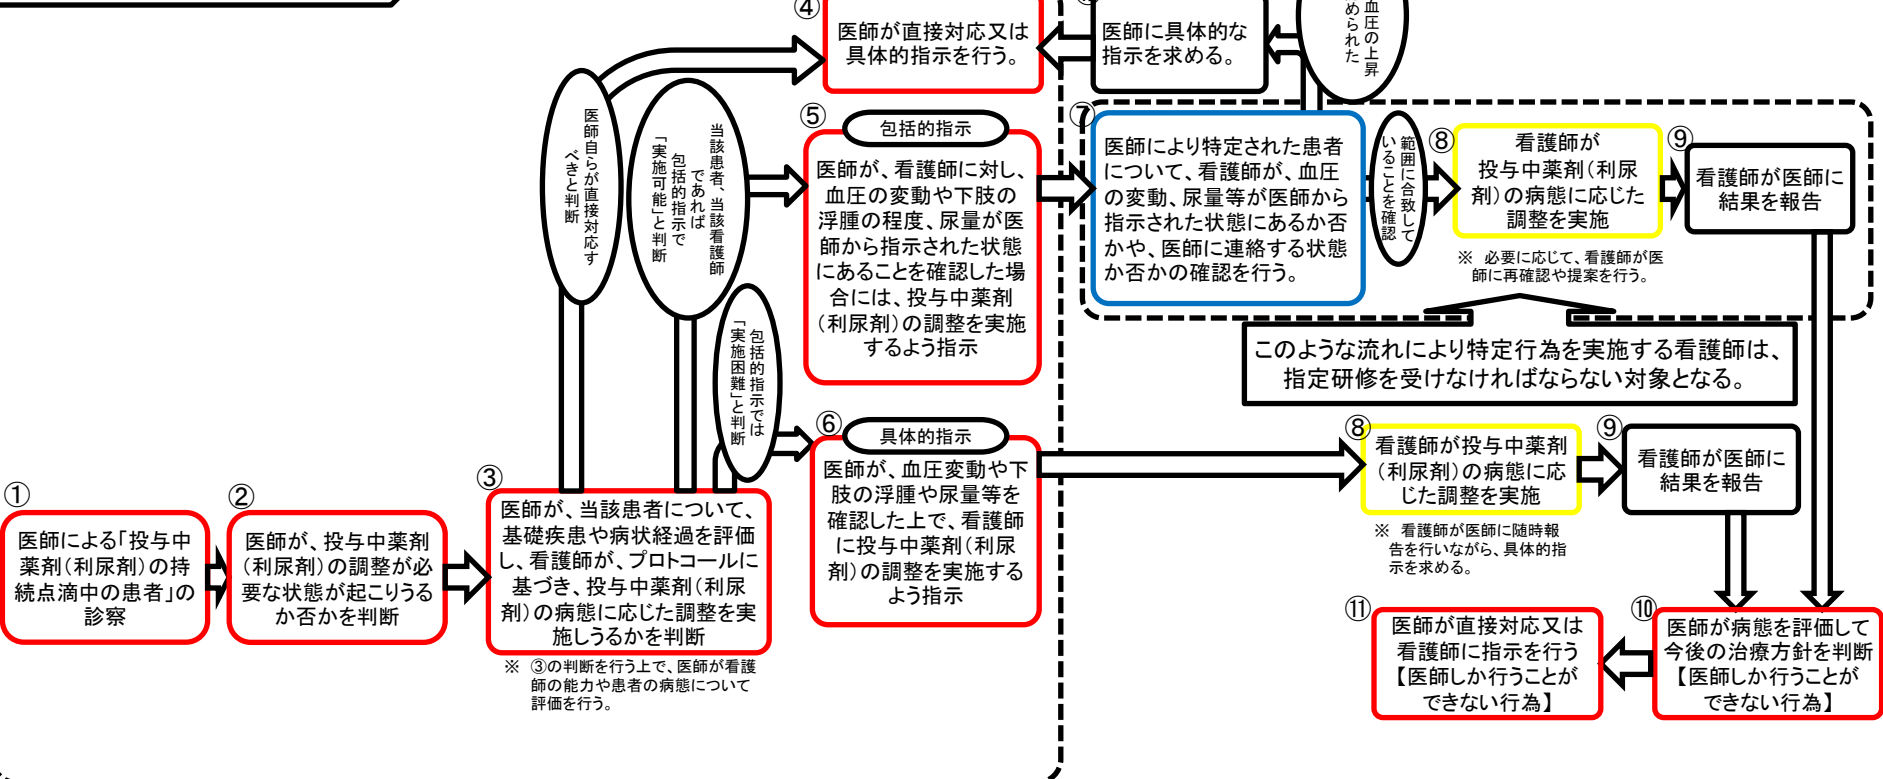 ①
医師による「投与中
薬剤(利尿剤)の持
続点滴中の患者」の
診察
②
医師が、投与中薬剤
(利尿剤)の調整が必
要な状態が起こりうる
か否かを判断
③
医師が、当該患者について、
基礎疾患や病状経過を評価
し、看護師が、プロトコールに
基づき、投与中薬剤(利尿
剤)の病態に応じた調整を実
施しうるかを判断
※ ③の判断を行う上で、医師が看護
師の能力や患者の病態について
評価を行う。
医師自らが直接対応す
べきと判断
当該患者、当該看護師
であれば
包括的指示で
「実施可能」と判断
包括的指示では
「実施困難」と判断
④
医師が直接対応又は
具体的指示を行う。
⑤
包括的指示
医師が、看護師に対し、
血圧の変動や下肢の
浮腫の程度、尿量が医
師から指示された状態
にあることを確認した場
合には、投与中薬剤
(利尿剤)の調整を実施
するよう指示
⑥
具体的指示
医師が、血圧変動や下
肢の浮腫や尿量等を
確認した上で、看護師
に投与中薬剤(利尿
剤)の調整を実施する
よう指示
医師に具体的な
指示を求める。
血圧の上昇
められた
⑦
医師により特定された患者
について、看護師が、血圧
の変動、尿量等が医師から
指示された状態にあるか否
かや、医師に連絡する状態
か否かの確認を行う。
範囲に合致して
いることを確認
⑧
看護師が
投与中薬剤(利尿
剤)の病態に応じた
調整を実施
※ 必要に応じて、看護師が医
師に再確認や提案を行う。
⑨
看護師が医師に
結果を報告
このような流れにより特定行為を実施する看護師は、
指定研修を受けなければならない対象となる。
⑧
看護師が投与中薬剤
(利尿剤)の病態に応
じた調整を実施
※ 看護師が医師に随時報
告を行いながら、具体的指
示を求める。
⑨
看護師が医師に
結果を報告
⑩
医師が病態を評価して
今後の治療方針を判断
【医師しか行うことが
できない行為】
⑪
医師が直接対応又は
看護師に指示を行う
【医師しか行うことが
できない行為】